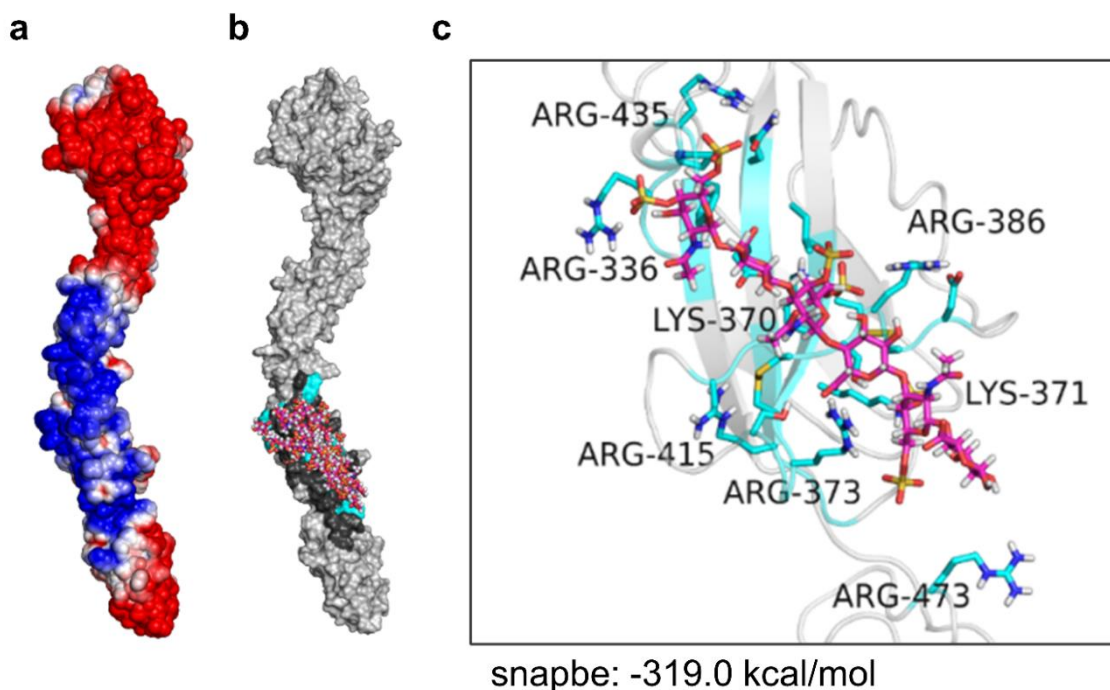 a
b
c
ARG-435
ARG-386
ARG-336
LYS-370
LYS-371
ARG-415
ARG-373
ARG-473
snapbe: -319.0 kcal/mol